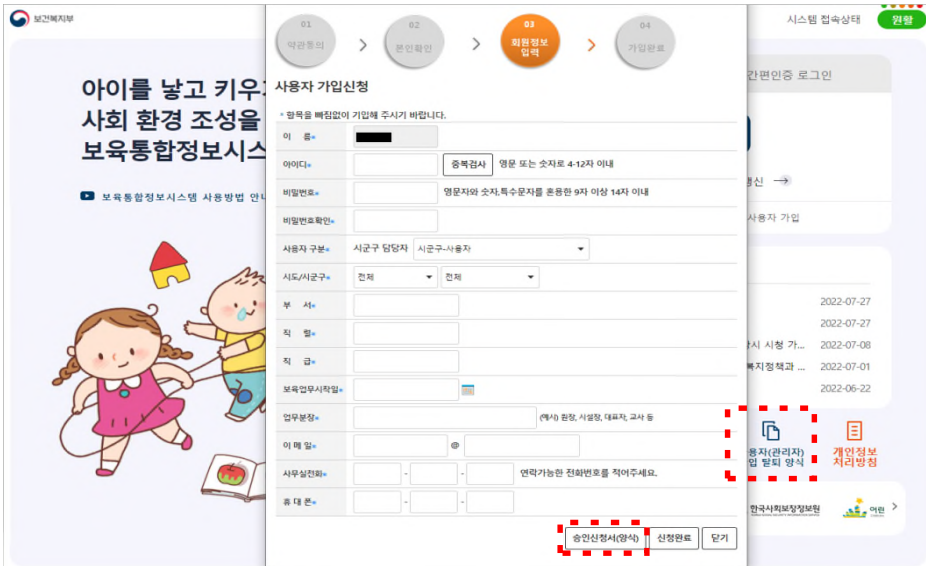 보건복지부
시스템 접속상태 원활
아이를 낳고 키우
사회 환경 조성을
보육통합정보시스
보육통합정보시스템 사용방법 안내
01
약관동의
02
본인확인
03
회원정보
입력
04
가입완료
사용자 가입신청
* 항목을 빠짐없이 기입해 주시기 바랍니다.
이 름*
아이디* 중복검사 영문 또는 숫자로 4-12자 이내
비밀번호* 영문자와 숫자,특수문자를 혼용한 9자 이상 14자 이내
비밀번호확인*
사용자 구분* 시군구 담당자 시군구-사용자
시도/시군구* 전체 전체
부 서*
직 렬*
직 급*
보육업무시작일*
업무분장* (예시) 원장, 시설장, 대표자, 교사 등
이 메 일* @
사무실전화* - - 연락가능한 전화번호를 적어주세요.
휴 대 폰* - -
승인신청서(양식) 신청완료 닫기
간편인증 로그인
갱신 →
사용자 가입
2022-07-27
2022-07-27
시 시청 가... 2022-07-08
복지정책과 ... 2022-07-01
2022-06-22
용자(관리자)
입 탈퇴 양식
개인정보
처리방침
한국사회보장정보원
어린